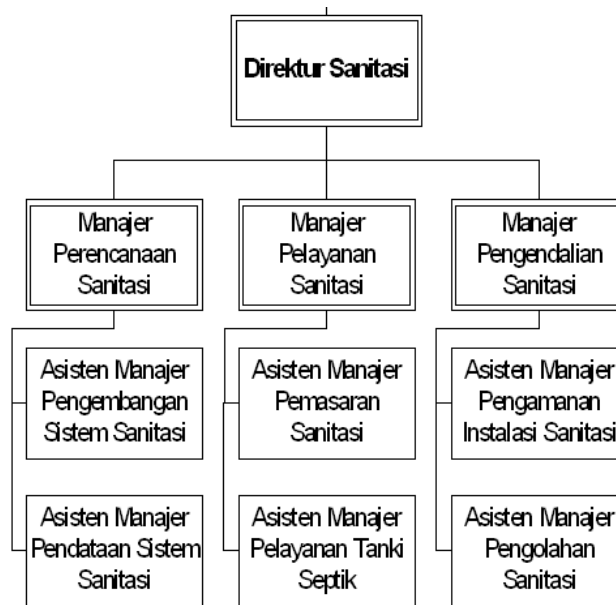 Direktur Sanitasi
Manajer
Perencanaan
Sanitasi
Manajer
Pelayanan
Sanitasi
Manajer
Pengendalian
Sanitasi
Asisten Manajer
Pengembangan
Sistem Sanitasi
Asisten Manajer
Pemasaran
Sanitasi
Asisten Manajer
Pengamanan
Instalasi Sanitasi
Asisten Manajer
Pendataan Sistem
Sanitasi
Asisten Manajer
Pelayanan Tanki
Septik
Asisten Manajer
Pengolahan
Sanitasi